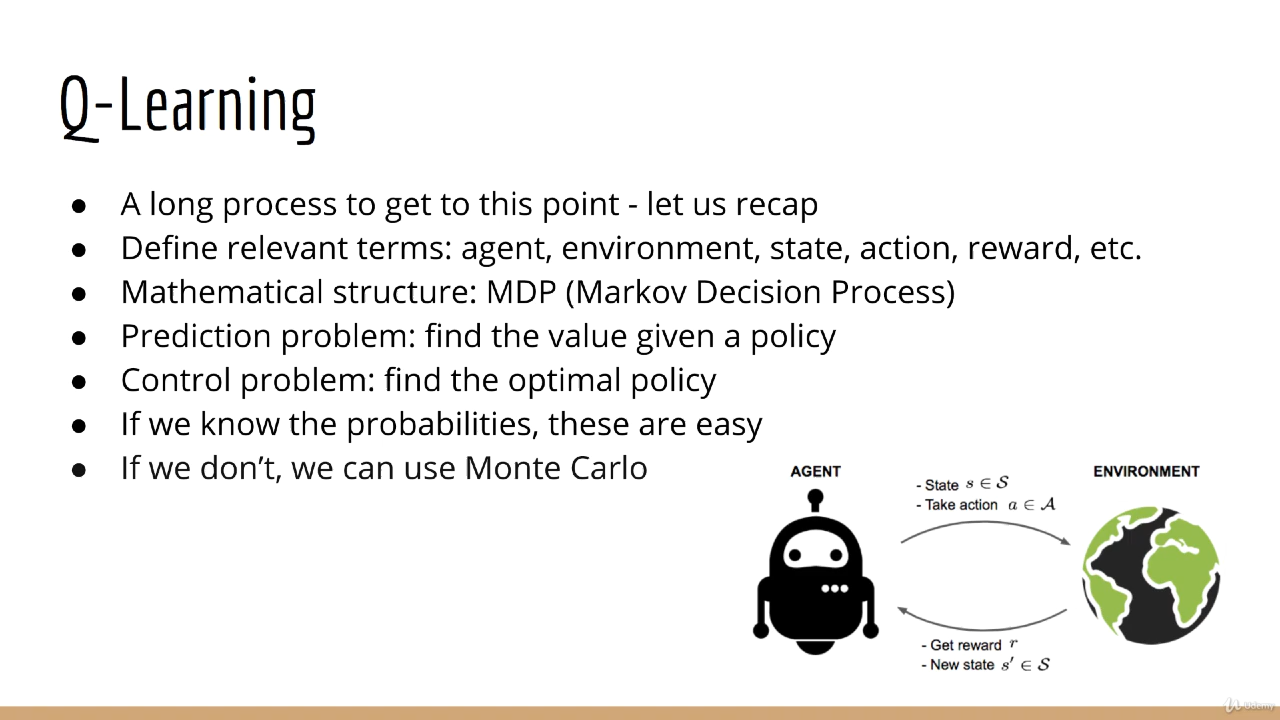 Q-Learning
● A long process to get to this point - let us recap
● Define relevant terms: agent, environment, state, action, reward, etc.
● Mathematical structure: MDP (Markov Decision Process)
● Prediction problem: find the value given a policy
● Control problem: find the optimal policy
● If we know the probabilities, these are easy
● If we don’t, we can use Monte Carlo
AGENT
ENVIRONMENT
- State s ∈ 𝒮
- Take action a ∈ 𝒜
- Get reward r
- New state s′ ∈ 𝒮
Udemy